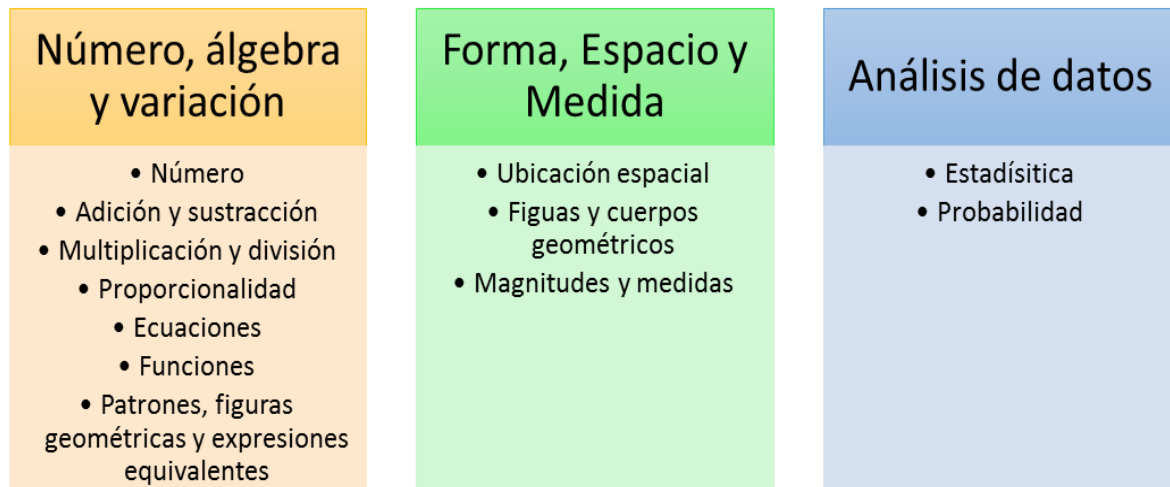 Número, álgebra
y variación
• Número
• Adición y sustracción
• Multiplicación y división
• Proporcionalidad
• Ecuaciones
• Funciones
• Patrones, figuras
geométricas y expresiones
equivalentes
Forma, Espacio y
Medida
• Ubicación espacial
• Figuas y cuerpos
geométricos
• Magnitudes y medidas
Análisis de datos
• Estadísitica
• Probabilidad